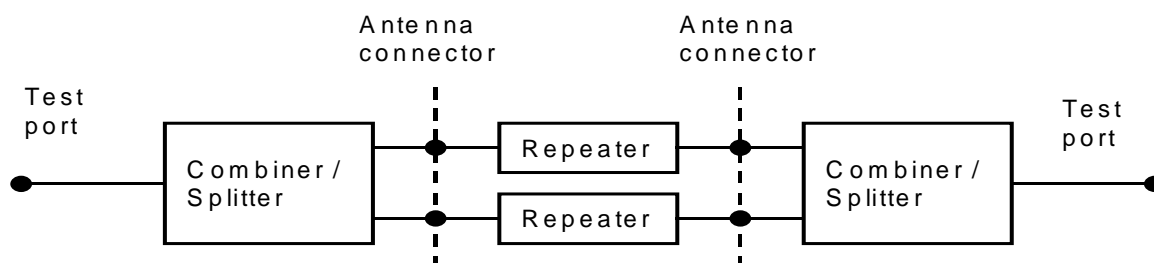 Antenna
connector
Antenna
connector
Test
port
Test
port
Combiner/
Splitter
Repeater
Repeater
Combiner/
Splitter